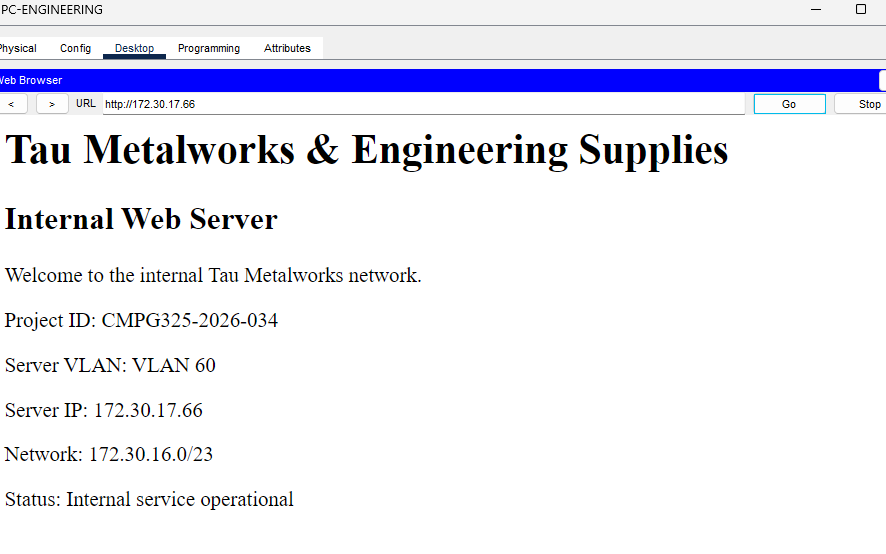 PC-ENGINEERING
Physical Config Desktop Programming Attributes
Web Browser
< > URL http://172.30.17.66 Go Stop
Tau Metalworks & Engineering Supplies
Internal Web Server
Welcome to the internal Tau Metalworks network.
Project ID: CMPG325-2026-034
Server VLAN: VLAN 60
Server IP: 172.30.17.66
Network: 172.30.16.0/23
Status: Internal service operational